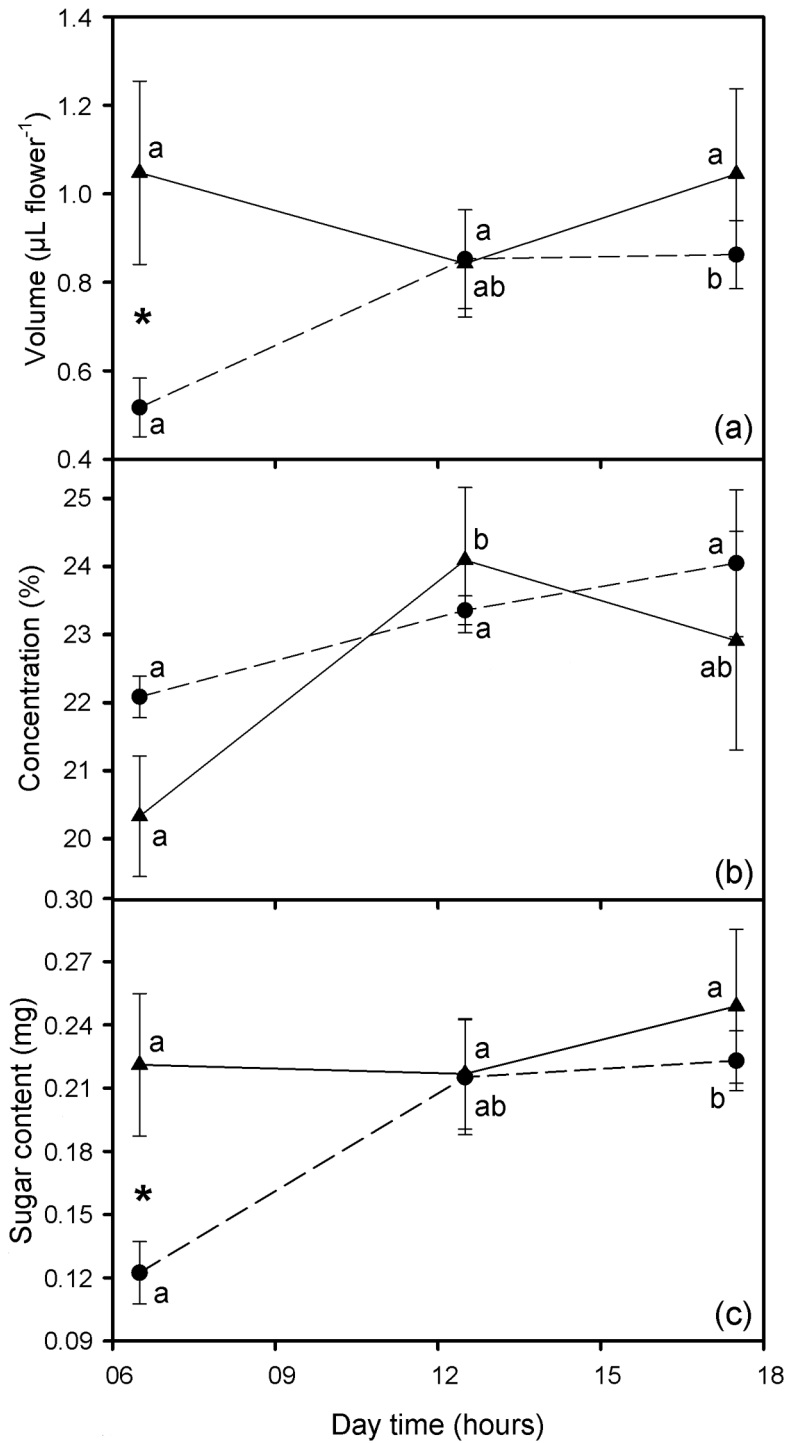 1.4
1.2
1.0
0.8
0.6
0.4
Volume (µL flower⁻¹)
a
a
a
ab
b
*
a
(a)
25
24
23
22
21
20
Concentration (%)
b
a
a
a
ab
a
(b)
0.30
0.27
0.24
0.21
0.18
0.15
0.12
0.09
Sugar content (mg)
a
a
a
ab
b
*
a
(c)
06 09 12 15 18
Day time (hours)